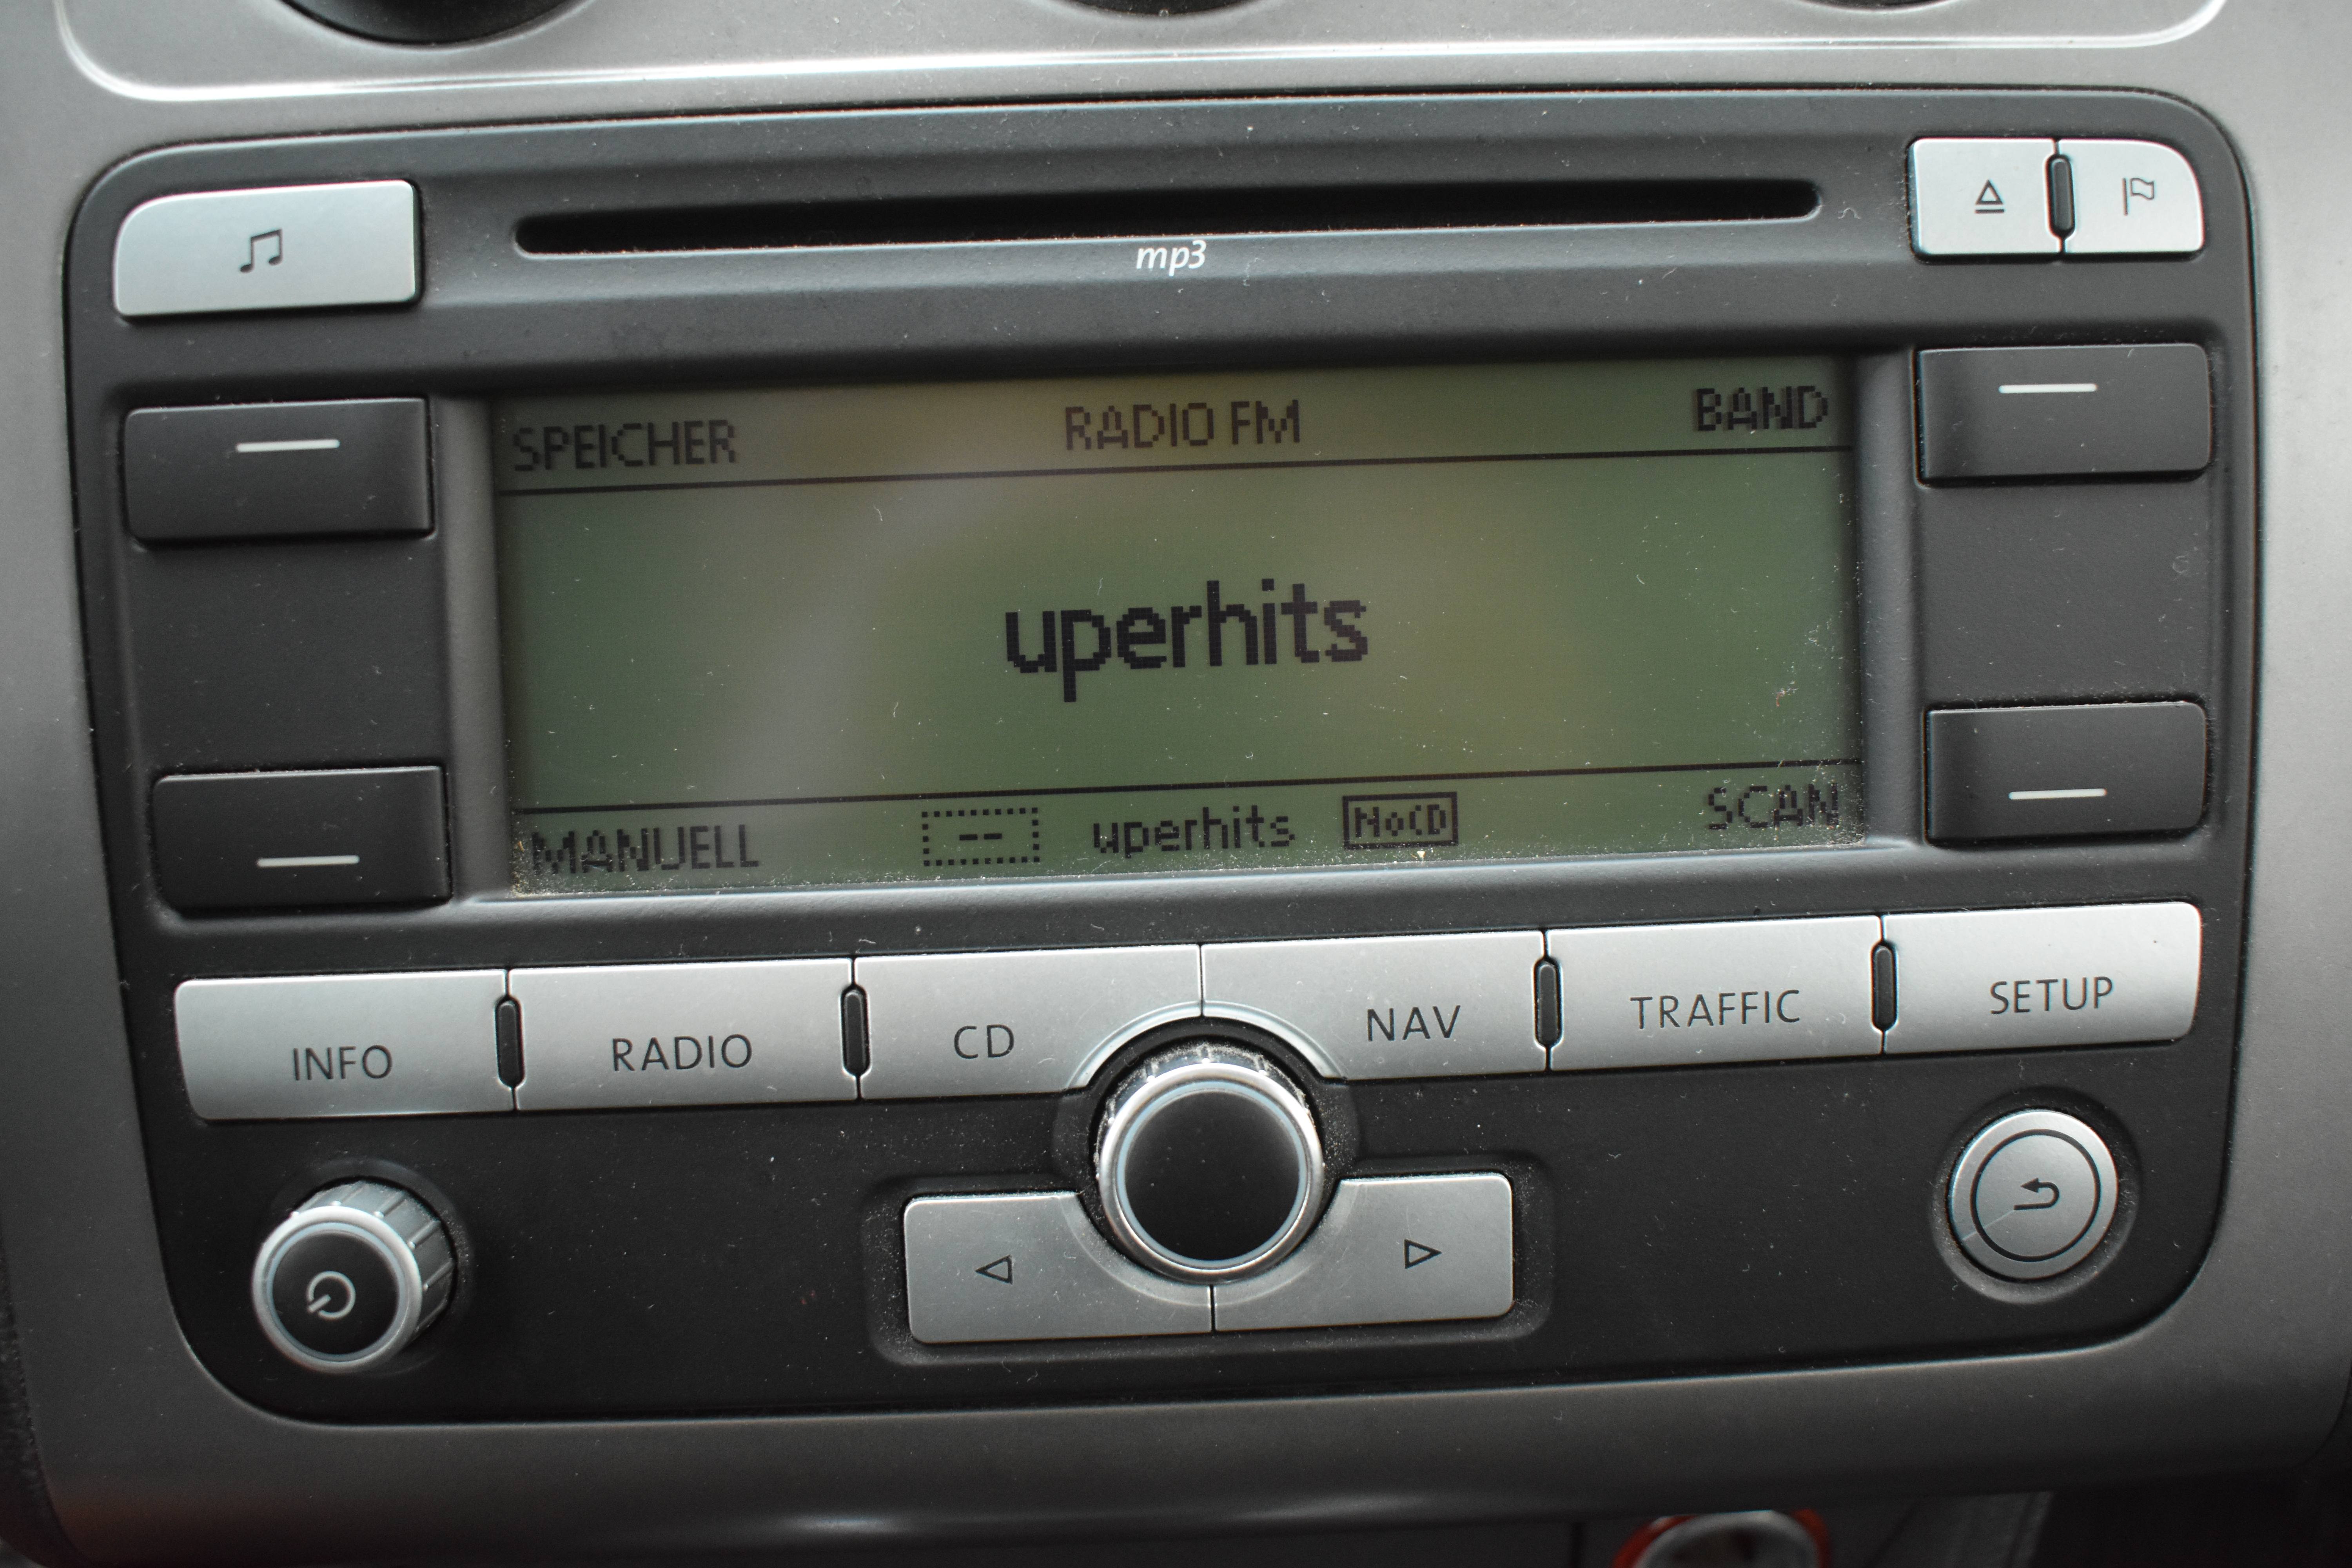 mp3
SPEICHER RADIO FM BAND
uperhits
MANUELL -- uperhits NoCD SCAN
INFO RADIO CD NAV TRAFFIC SETUP